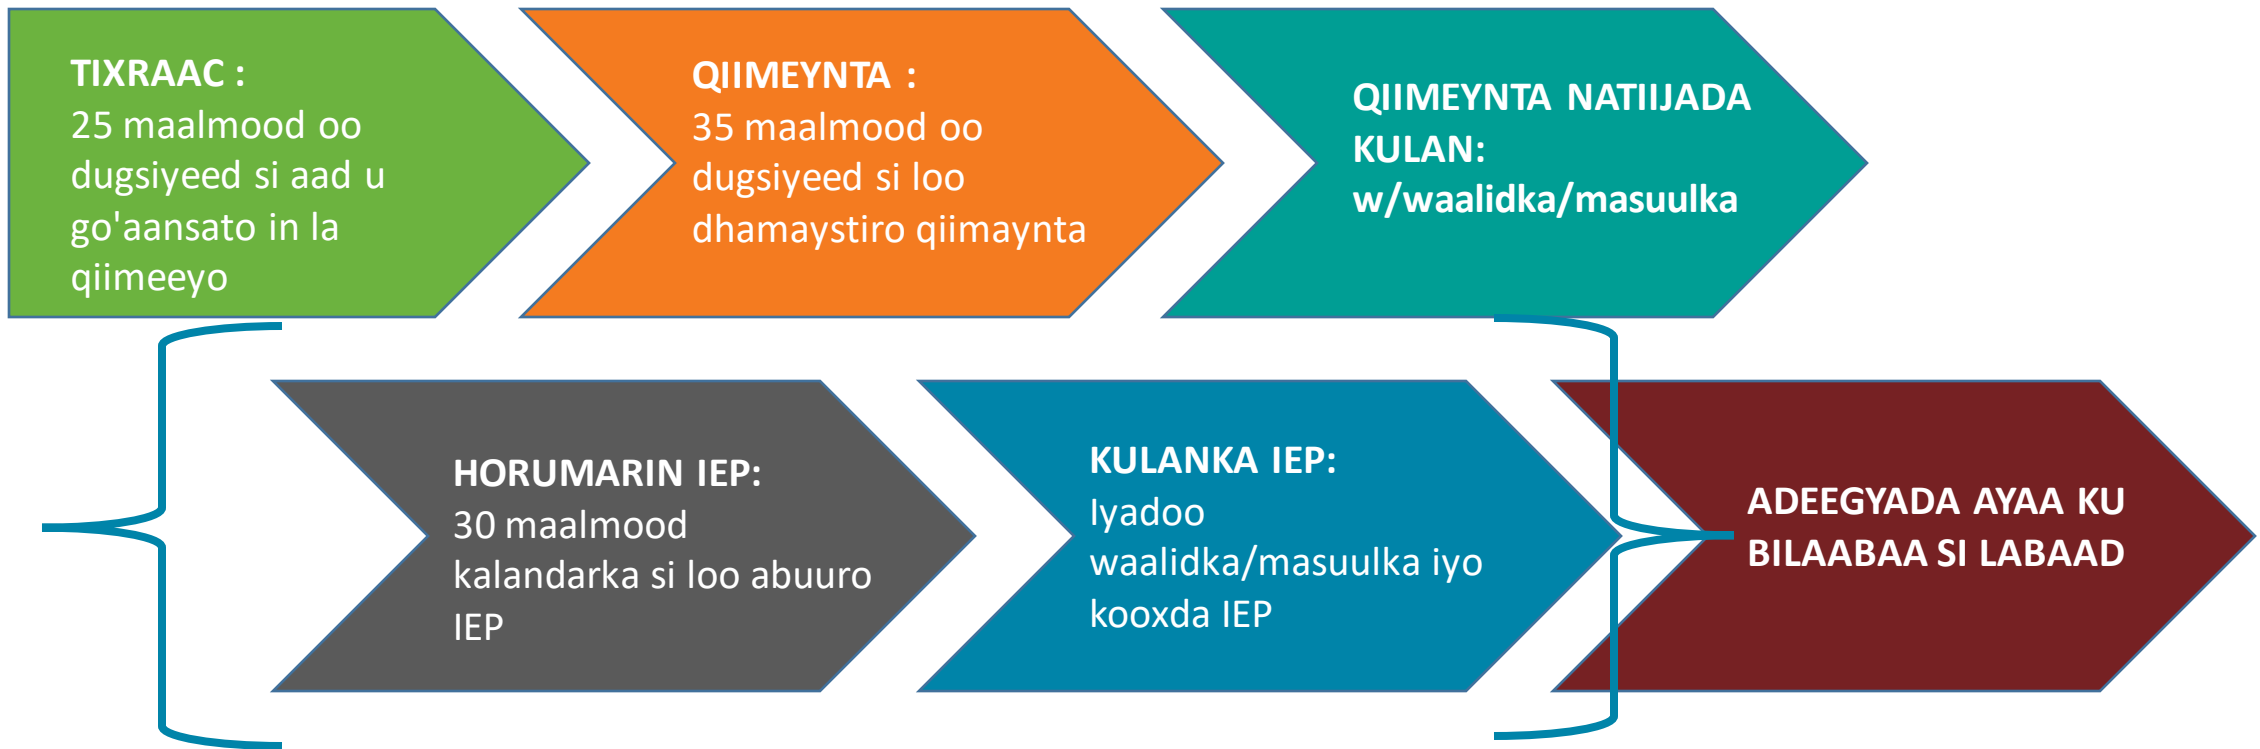 TIXRAAC :
25 maalmood oo
dugsiyeed si aad u
go'aansato in la
qiimeeyo
QIIMEYNTA :
35 maalmood oo
dugsiyeed si loo
dhamaystiro qiimaynta
QIIMEYNTA NATIIJADA
KULAN:
w/waalidka/masuulka
HORUMARIN IEP:
30 maalmood
kalandarka si loo abuuro
IEP
KULANKA IEP:
Iyadoo
waalidka/masuulka iyo
kooxda IEP
ADEEGYADA AYAA KU
BILAABAA SI LABAAD